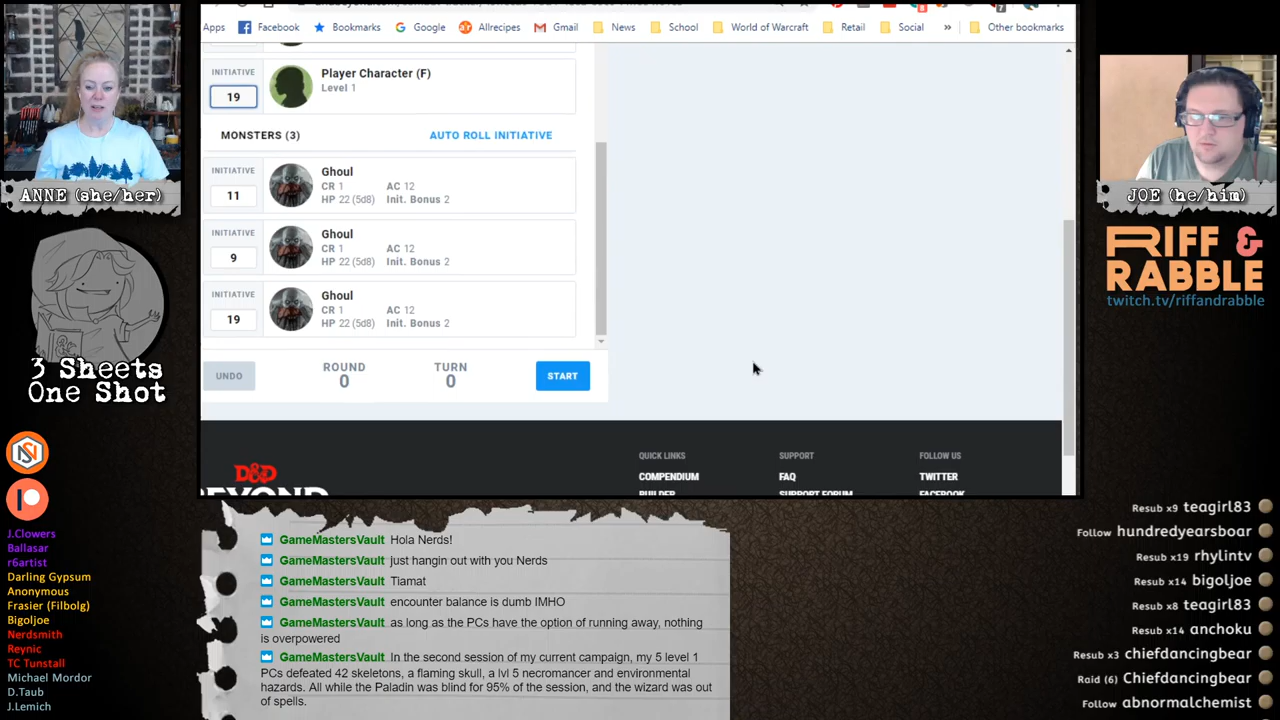 Apps Facebook Bookmarks Google Allrecipes Gmail News School World of Warcraft Retail Social » Other bookmarks
INITIATIVE
19
Player Character (F)
Level 1
MONSTERS (3) AUTO ROLL INITIATIVE
INITIATIVE
11
Ghoul
CR 1 AC 12
HP 22 (5d8) Init. Bonus 2
INITIATIVE
9
Ghoul
CR 1 AC 12
HP 22 (5d8) Init. Bonus 2
INITIATIVE
19
Ghoul
CR 1 AC 12
HP 22 (5d8) Init. Bonus 2
UNDO
ROUND
0
TURN
0
START
D&D
BEYOND
QUICK LINKS
COMPENDIUM
BUILDER
SUPPORT
FAQ
SUPPORT FORUM
FOLLOW US
TWITTER
FACEBOOK
ANNE (she/her)
JOE (he/him)
3 Sheets
One Shot
RIFF &
RABBLE
twitch.tv/riffandrabble
J.Clowers
Ballasar
r6artist
Darling Gypsum
Anonymous
Frasier (Filbolg)
Bigoljoe
Nerdsmith
Reynic
TC Tunstall
Michael Mordor
D.Taub
J.Lemich
GameMastersVault Hola Nerds!
GameMastersVault just hangin out with you Nerds
GameMastersVault Tiamat
GameMastersVault encounter balance is dumb IMHO
GameMastersVault as long as the PCs have the option of running away, nothing
is overpowered
GameMastersVault In the second session of my current campaign, my 5 level 1
PCs defeated 42 skeletons, a flaming skull, a lvl 5 necromancer and environmental
hazards. All while the Paladin was blind for 95% of the session, and the wizard was out
of spells.
Resub x9 teagirl83
Follow hundredyearsboar
Resub x19 rhylintv
Resub x14 bigoljoe
Resub x8 teagirl83
Resub x14 anchoku
Resub x3 chiefdancingbear
Raid (6) Chiefdancingbear
Follow abnormalchemist